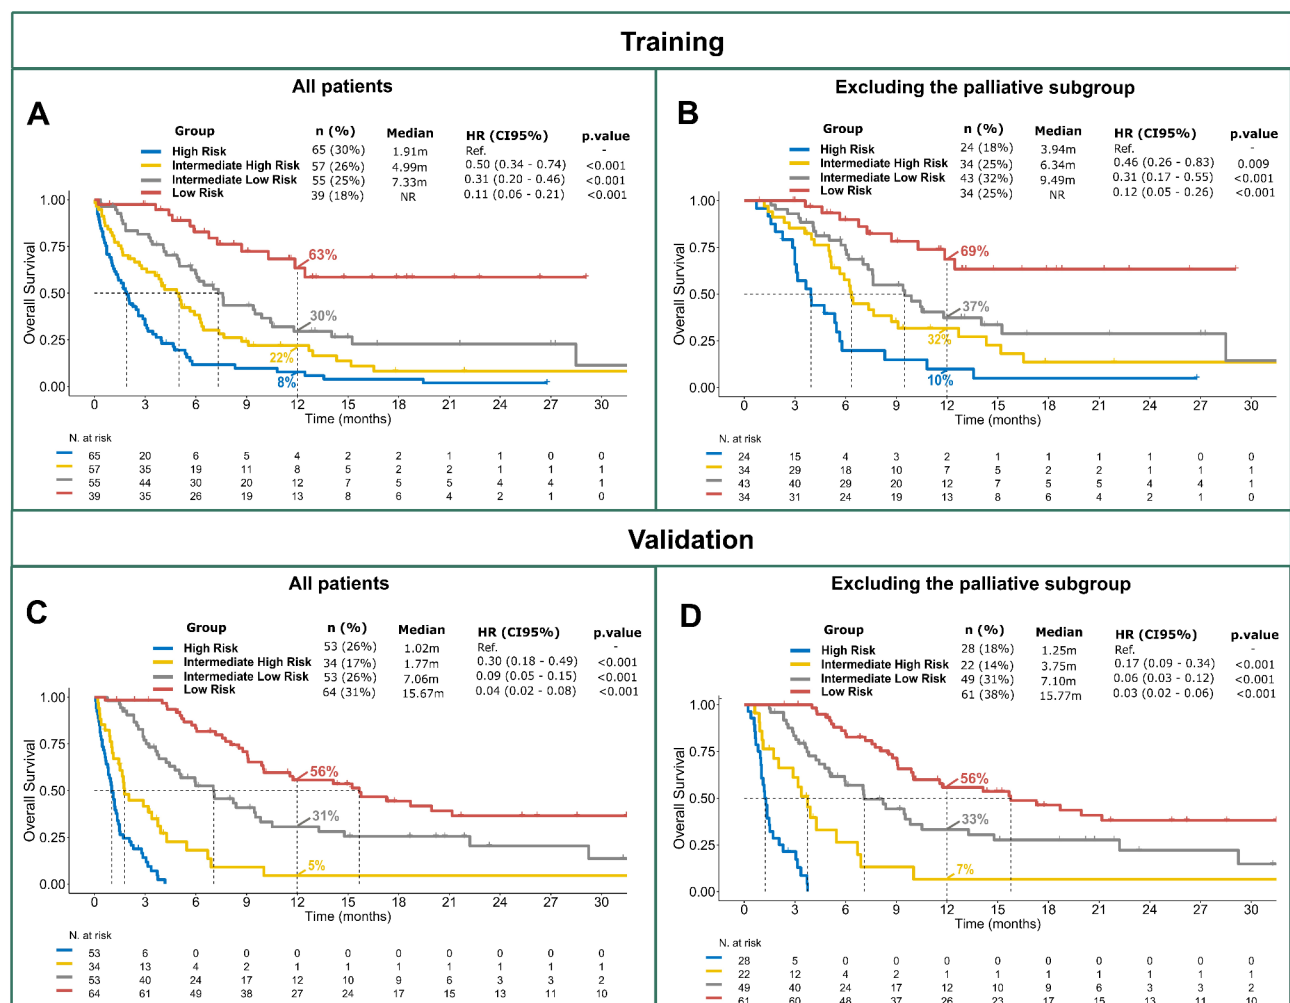 Training
All patients
A
Group n (%) Median HR (CI95%) p.value
High Risk 65 (30%) 1.91m Ref. -
Intermediate High Risk 57 (26%) 4.99m 0.50 (0.34 - 0.74) <0.001
Intermediate Low Risk 55 (25%) 7.33m 0.31 (0.20 - 0.46) <0.001
Low Risk 39 (18%) NR 0.11 (0.06 - 0.21) <0.001
Overall Survival
1.00
0.75
0.50
0.25
0.00
63%
30%
22%
8%
0 3 6 9 12 15 18 21 24 27 30
Time (months)
N. at risk
65 20 6 5 4 2 2 1 1 0 0
57 35 19 11 8 5 2 2 1 1 1
55 44 30 20 12 7 5 5 4 4 1
39 35 26 19 13 8 6 4 2 1 0
Excluding the palliative subgroup
B
Group n (%) Median HR (CI95%) p.value
High Risk 24 (18%) 3.94m Ref. -
Intermediate High Risk 34 (25%) 6.34m 0.46 (0.26 - 0.83) 0.009
Intermediate Low Risk 43 (32%) 9.49m 0.31 (0.17 - 0.55) <0.001
Low Risk 34 (25%) NR 0.12 (0.05 - 0.26) <0.001
Overall Survival
1.00
0.75
0.50
0.25
0.00
69%
37%
32%
10%
0 3 6 9 12 15 18 21 24 27 30
Time (months)
N. at risk
24 15 4 3 2 1 1 1 1 0 0
34 29 18 10 7 5 2 2 1 1 1
43 40 29 20 12 7 5 5 4 4 1
34 31 24 19 13 8 6 4 2 1 0
Validation
All patients
C
Group n (%) Median HR (CI95%) p.value
High Risk 53 (26%) 1.02m Ref. -
Intermediate High Risk 34 (17%) 1.77m 0.30 (0.18 - 0.49) <0.001
Intermediate Low Risk 53 (26%) 7.06m 0.09 (0.05 - 0.15) <0.001
Low Risk 64 (31%) 15.67m 0.04 (0.02 - 0.08) <0.001
Overall Survival
1.00
0.75
0.50
0.25
0.00
56%
31%
5%
0 3 6 9 12 15 18 21 24 27 30
Time (months)
N. at risk
53 6 0 0 0 0 0 0 0 0 0
34 13 4 2 1 1 1 1 1 1 1
53 40 24 17 12 10 9 6 3 3 2
64 61 49 38 27 24 17 15 13 11 10
Excluding the palliative subgroup
D
Group n (%) Median HR (CI95%) p.value
High Risk 28 (18%) 1.25m Ref. -
Intermediate High Risk 22 (14%) 3.75m 0.17 (0.09 - 0.34) <0.001
Intermediate Low Risk 49 (31%) 7.10m 0.06 (0.03 - 0.12) <0.001
Low Risk 61 (38%) 15.77m 0.03 (0.02 - 0.06) <0.001
Overall Survival
1.00
0.75
0.50
0.25
0.00
56%
33%
7%
0 3 6 9 12 15 18 21 24 27 30
Time (months)
N. at risk
28 5 0 0 0 0 0 0 0 0 0
22 12 4 2 1 1 1 1 1 1 1
49 40 24 17 12 10 9 6 3 3 2
61 60 48 37 26 23 17 15 13 11 10